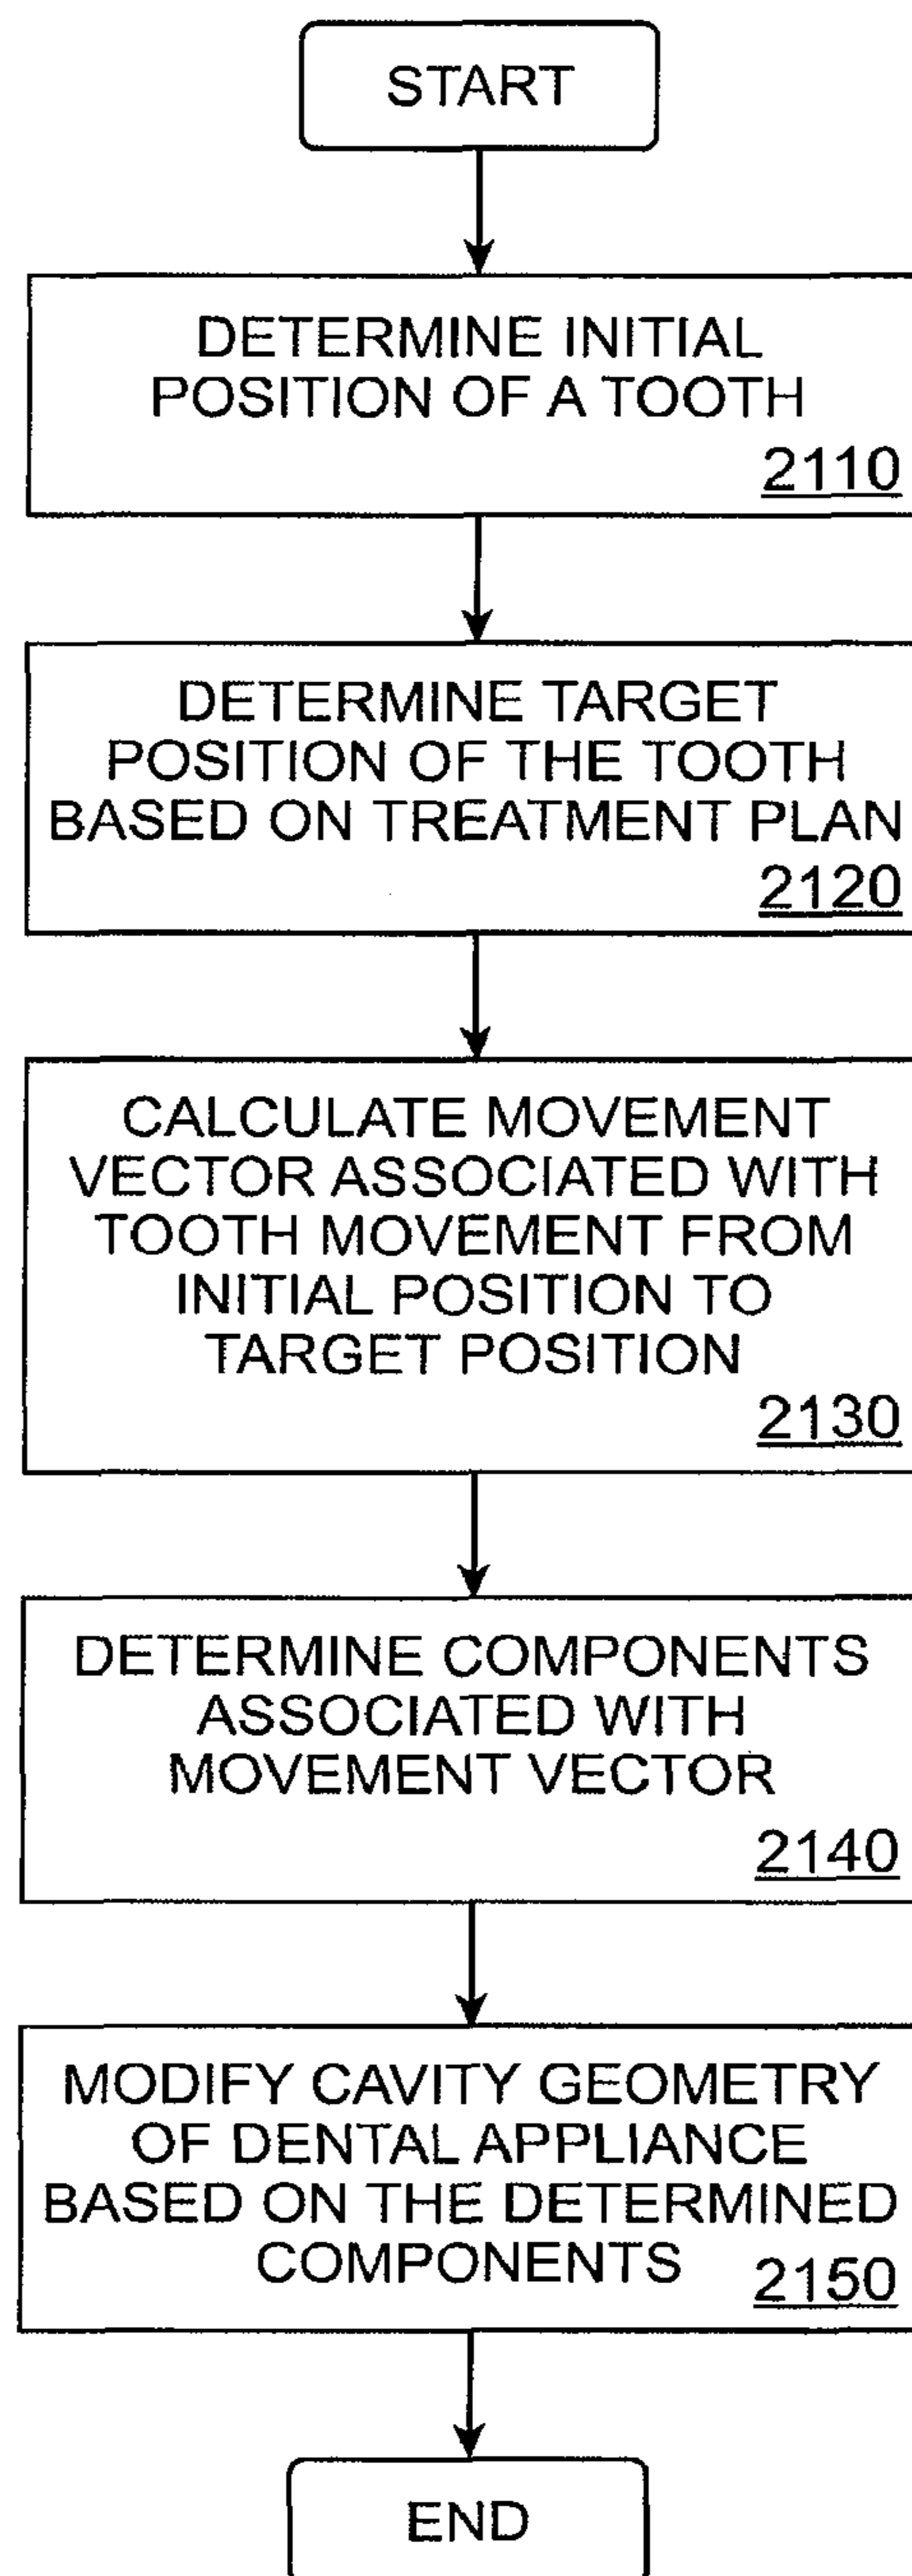 START
DETERMINE INITIAL
POSITION OF A TOOTH
2110
DETERMINE TARGET
POSITION OF THE TOOTH
BASED ON TREATMENT PLAN
2120
CALCULATE MOVEMENT
VECTOR ASSOCIATED WITH
TOOTH MOVEMENT FROM
INITIAL POSITION TO
TARGET POSITION
2130
DETERMINE COMPONENTS
ASSOCIATED WITH
MOVEMENT VECTOR
2140
MODIFY CAVITY GEOMETRY
OF DENTAL APPLIANCE
BASED ON THE DETERMINED
COMPONENTS 2150
END